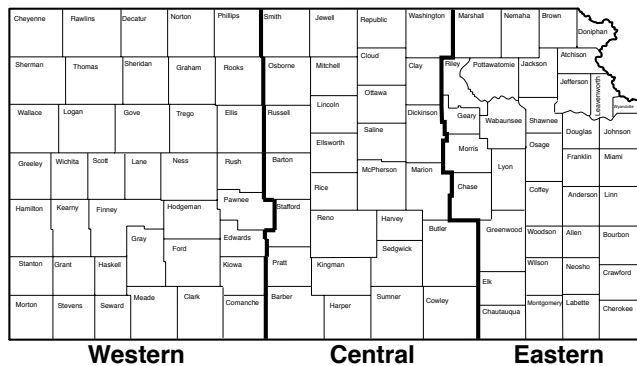 Cheyenne Rawlins Decatur Norton Phillips Smith Jewell Republic Washington Marshall Nemaha Brown
Doniphan
Atchison
Sherman Thomas Sheridan Graham Rooks Osborne Mitchell Cloud Clay Riley Pottawatomie Jackson
Jefferson Leavenworth
Wyandotte
Ottawa
Lincoln
Wallace Logan Gove Trego Ellis Russell Dickinson Geary Wabaunsee Shawnee
Saline
Douglas Johnson
Ellsworth Morris Osage
Greeley Wichita Scott Lane Ness Rush Barton McPherson Marion Lyon Franklin Miami
Rice Chase Coffey Anderson Linn
Pawnee
Hamilton Kearny Finney Hodgeman Stafford Reno Harvey
Butler Greenwood Woodson Allen Bourbon
Gray Edwards
Ford Sedgwick
Stanton Grant Haskell Kiowa Pratt Kingman Wilson Neosho
Crawford
Elk
Morton Stevens Seward Meade Clark Comanche Barber Harper Sumner Cowley Chautauqua Montgomery Labette Cherokee
Western Central Eastern